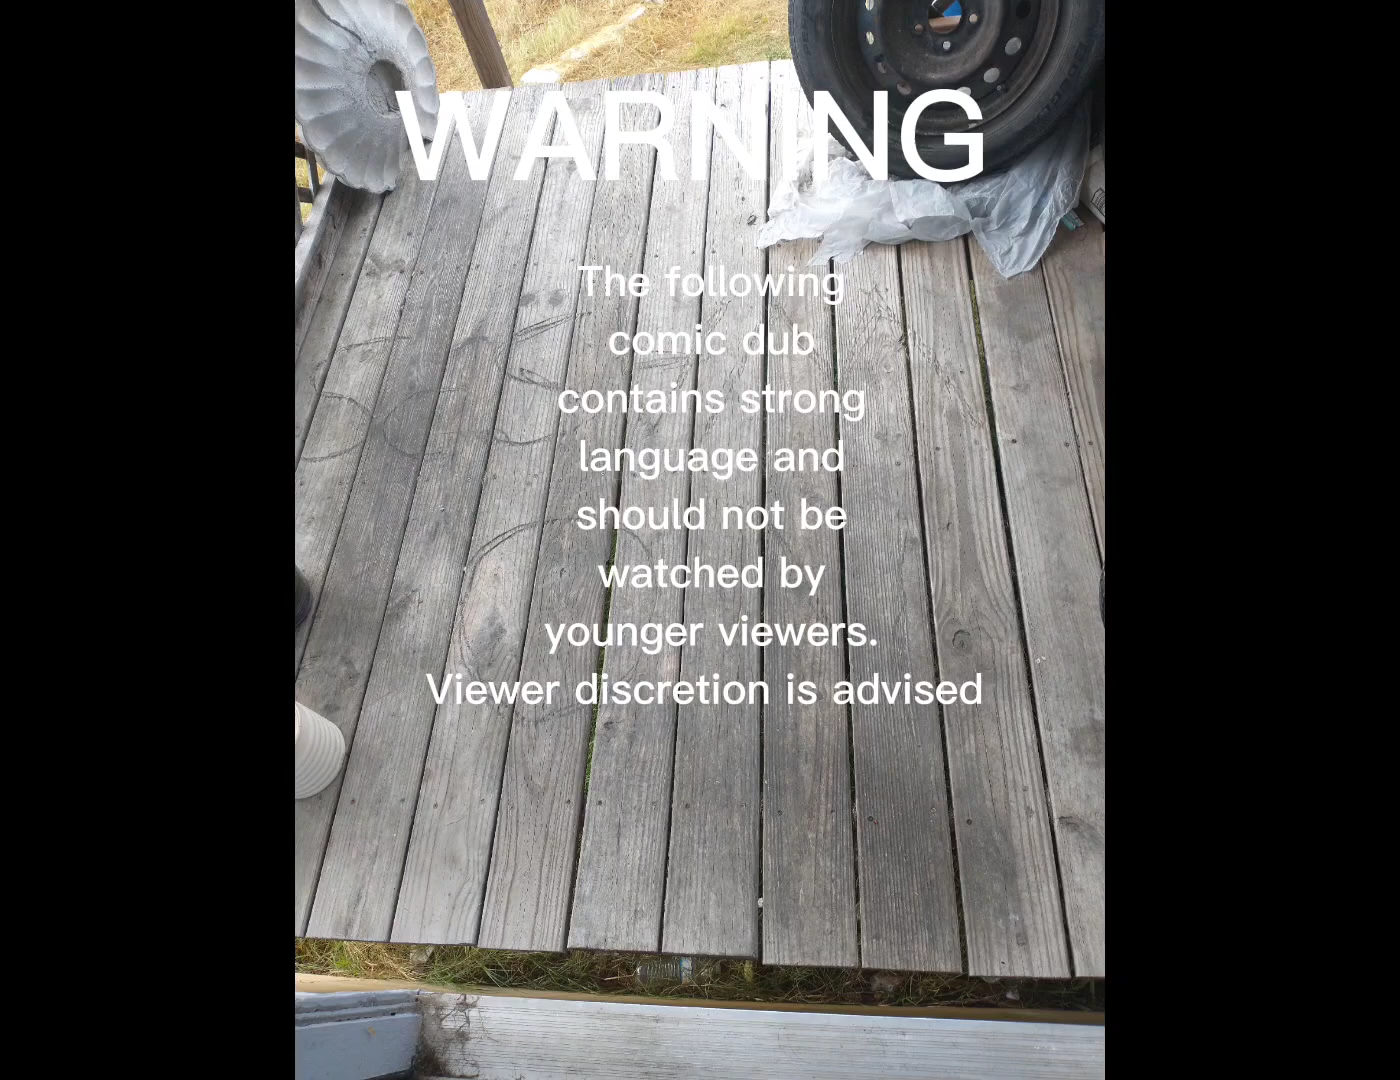 WARNING
The following
comic dub
contains strong
language and
should not be
watched by
younger viewers.
Viewer discretion is advised